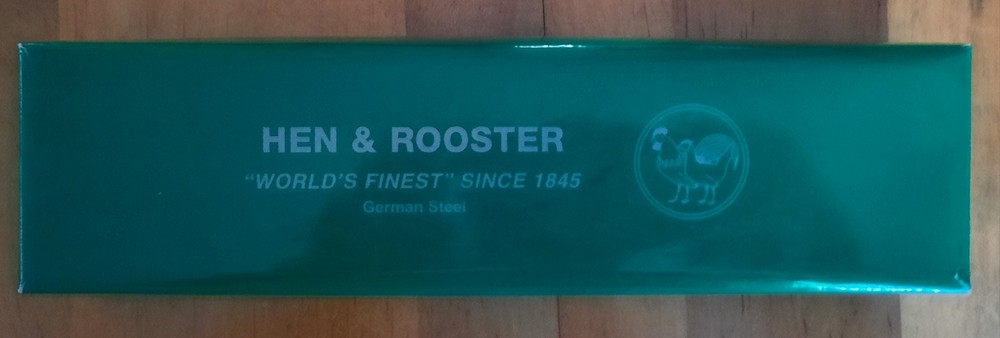 HEN & ROOSTER
"WORLD'S FINEST" SINCE 1845
German Steel